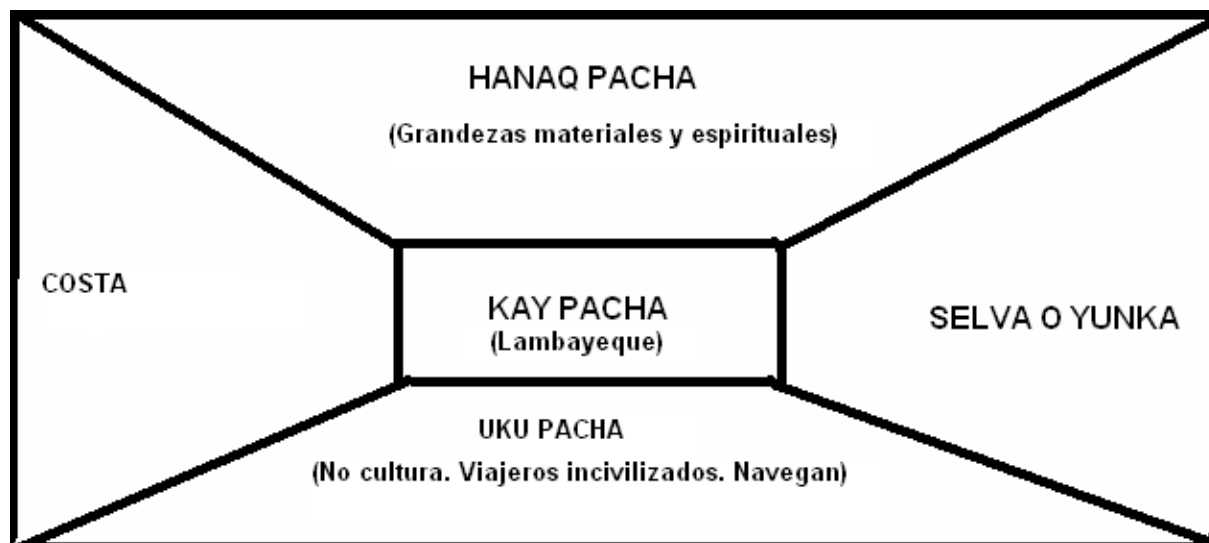 HANAQ PACHA
(Grandezas materiales y espirituales)
COSTA
KAY PACHA
(Lambayeque)
SELVA O YUNKA
UKU PACHA
(No cultura. Viajeros incivilizados. Navegan)